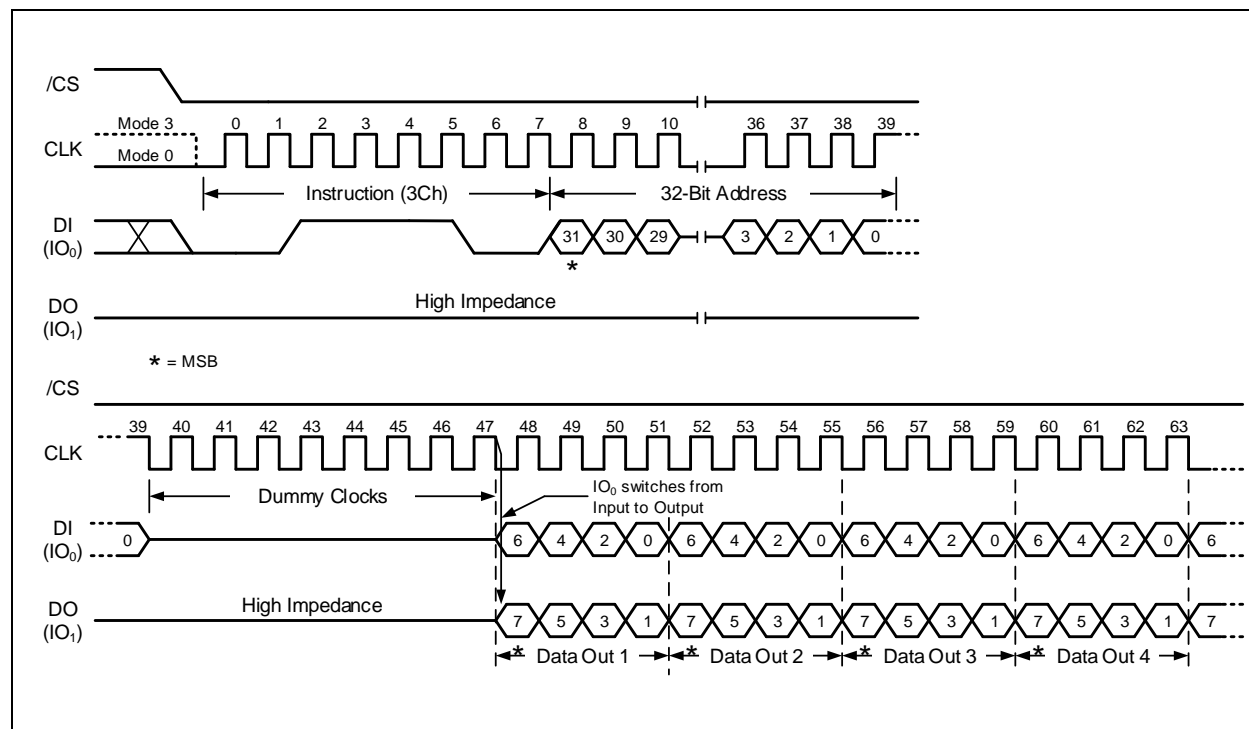 /CS
Mode 3 0 1 2 3 4 5 6 7 8 9 10 36 37 38 39
CLK
Mode 0
Instruction (3Ch) 32-Bit Address
DI
(IO₀)
31 30 29 3 2 1 0
*
High Impedance
DO
(IO₁)
* = MSB
/CS
39 40 41 42 43 44 45 46 47 48 49 50 51 52 53 54 55 56 57 58 59 60 61 62 63
CLK
Dummy Clocks
IO₀ switches from
Input to Output
DI
(IO₀)
0 6 4 2 0 6 4 2 0 6 4 2 0 6 4 2 0 6
High Impedance
DO
(IO₁)
7 5 3 1 7 5 3 1 7 5 3 1 7 5 3 1 7
* Data Out 1 * Data Out 2 * Data Out 3 * Data Out 4